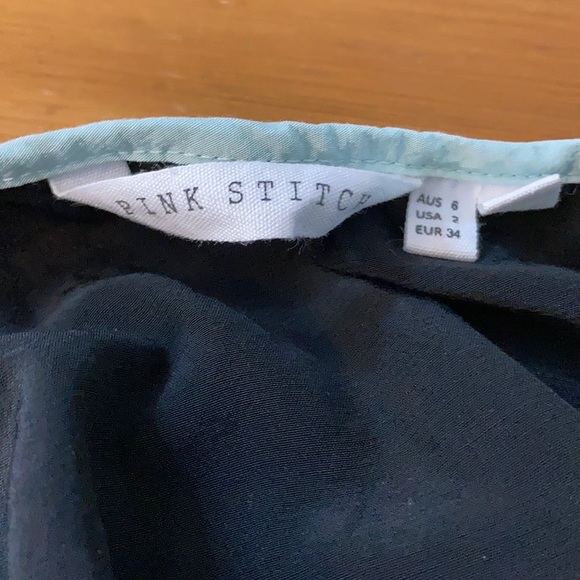 PINK STITCH
AUS 6
USA 2
EUR 34